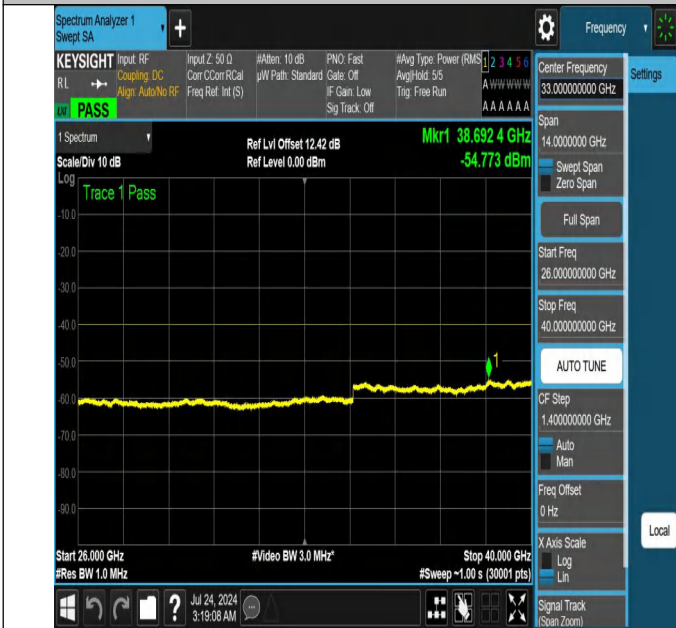 Spectrum Analyzer 1
Swept SA
+
Frequency
KEYSIGHT
Input: RF
Input Z: 50 Ω
#Atten: 10 dB
PNO: Fast
#Avg Type: Power (RMS
1 2 3 4 5 6
RL
Coupling: DC
Corr CCorr RCal
µW Path: Standard
Gate: Off
Avg|Hold: 5/5
A W W W W W
Align: Auto/No RF
Freq Ref: Int (S)
IF Gain: Low
Trig: Free Run
Sig Track: Off
A A A A A A
PASS
1 Spectrum
Ref Lvl Offset 12.42 dB
Mkr1 38.692 4 GHz
Scale/Div 10 dB
Ref Level 0.00 dBm
-54.773 dBm
Log
Trace 1 Pass
-10.0
-20.0
-30.0
-40.0
-50.0
1
-60.0
-70.0
-80.0
-90.0
Start 26.000 GHz
#Video BW 3.0 MHz*
Stop 40.000 GHz
#Res BW 1.0 MHz
#Sweep ~1.00 s (30001 pts)
Center Frequency
33.000000000 GHz
Settings
Span
14.0000000 GHz
Swept Span
Zero Span
Full Span
Start Freq
26.000000000 GHz
Stop Freq
40.000000000 GHz
AUTO TUNE
CF Step
1.400000000 GHz
Auto
Man
Freq Offset
0 Hz
X Axis Scale
Log
Lin
Local
Signal Track
(Span Zoom)
?
Jul 24, 2024
3:19:08 AM